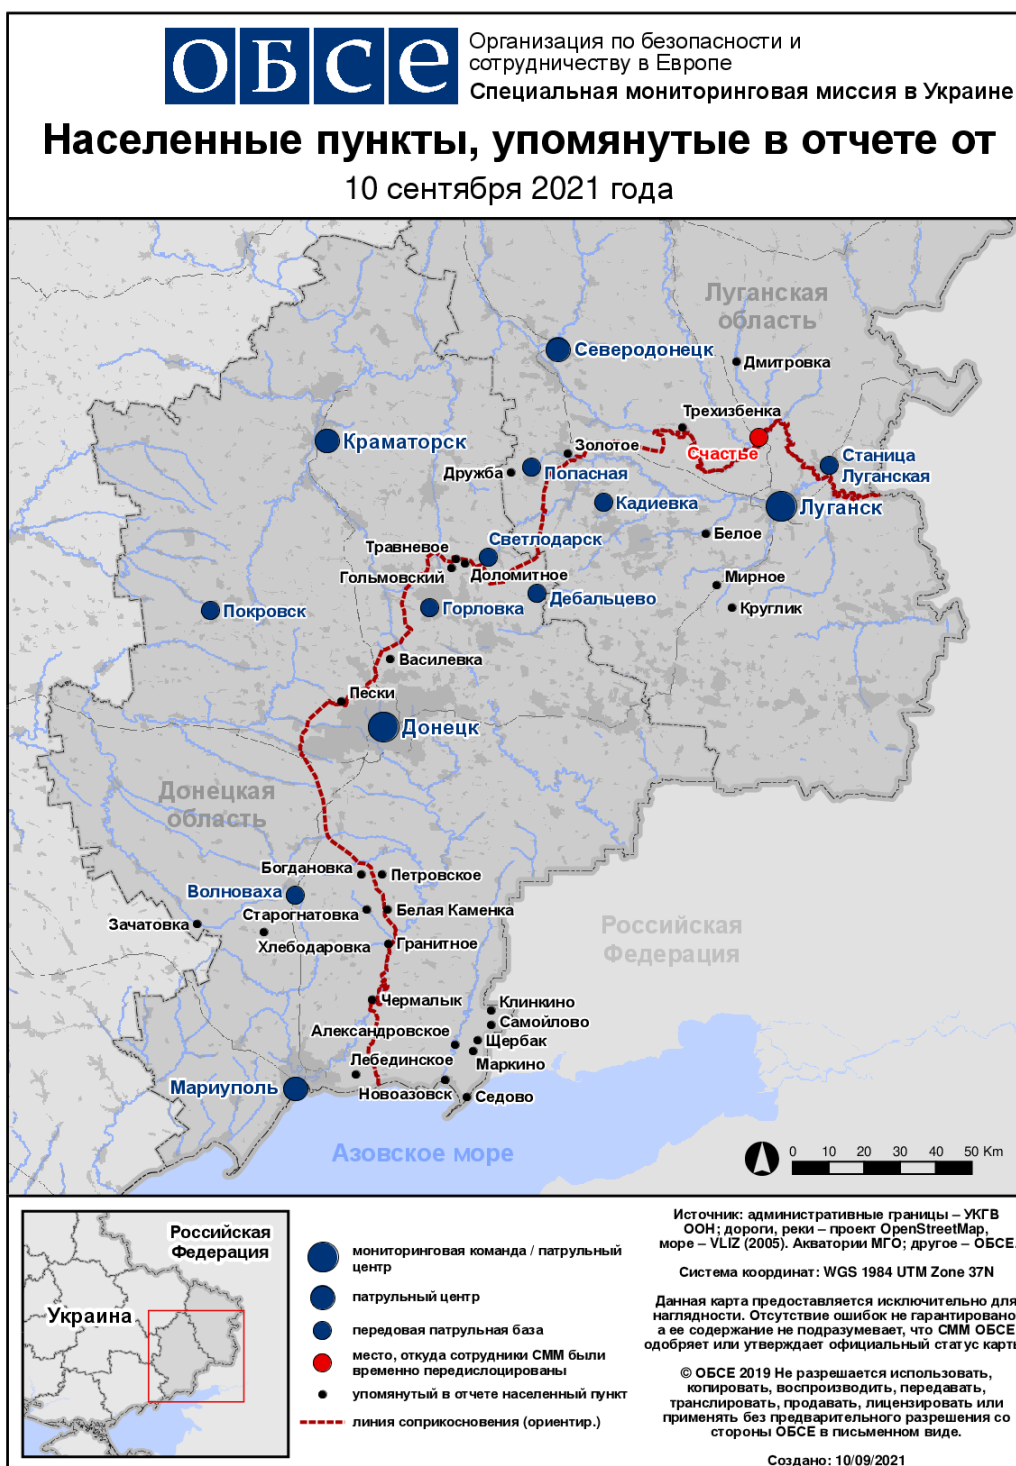 ОБСЕ
Организация по безопасности и
сотрудничеству в Европе
Специальная мониторинговая миссия в Украине
Населенные пункты, упомянутые в отчете от
10 сентября 2021 года
Луганская
область
Северодонецк
Дмитровка
Трехизбенка
Краматорск
Золотое
Счастье
Станица
Луганская
Дружба
Попасная
Кадиевка
Луганск
Светлодарск
Белое
Травневое
Гольмовский
Доломитное
Мирное
Покровск
Горловка
Дебальцево
Круглик
Василевка
Пески
Донецк
Донецкая
область
Богдановка
Петровское
Волноваха
Старогнатовка
Белая Каменка
Зачатовка
Хлебодаровка
Гранитное
Российская
Федерация
Чермалык
Клинкино
Самойлово
Александровское
Щербак
Лебединское
Маркино
Мариуполь
Новоазовск
Седово
Азовское море
0 10 20 30 40 50 Km
Российская
Федерация
Украина
мониторинговая команда / патрульный
центр
патрульный центр
передовая патрульная база
место, откуда сотрудники СММ были
временно передислоцированы
упомянутый в отчете населенный пункт
линия соприкосновения (ориентир.)
Источник: административные границы – УКГВ
ООН; дороги, реки – проект OpenStreetMap,
море – VLIZ (2005). Акватории МГО; другое – ОБСЕ.
Система координат: WGS 1984 UTM Zone 37N
Данная карта предоставляется исключительно для
наглядности. Отсутствие ошибок не гарантировано,
а ее содержание не подразумевает, что СММ ОБСЕ
одобряет или утверждает официальный статус карты
© ОБСЕ 2019 Не разрешается использовать,
копировать, воспроизводить, передавать,
транслировать, продавать, лицензировать или
применять без предварительного разрешения со
стороны ОБСЕ в письменном виде.
Создано: 10/09/2021